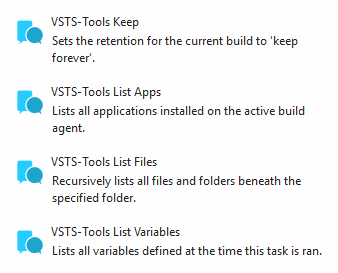 VSTS-Tools Keep
Sets the retention for the current build to 'keep
forever'.
VSTS-Tools List Apps
Lists all applications installed on the active build
agent.
VSTS-Tools List Files
Recursively lists all files and folders beneath the
specified folder.
VSTS-Tools List Variables
Lists all variables defined at the time this task is ran.